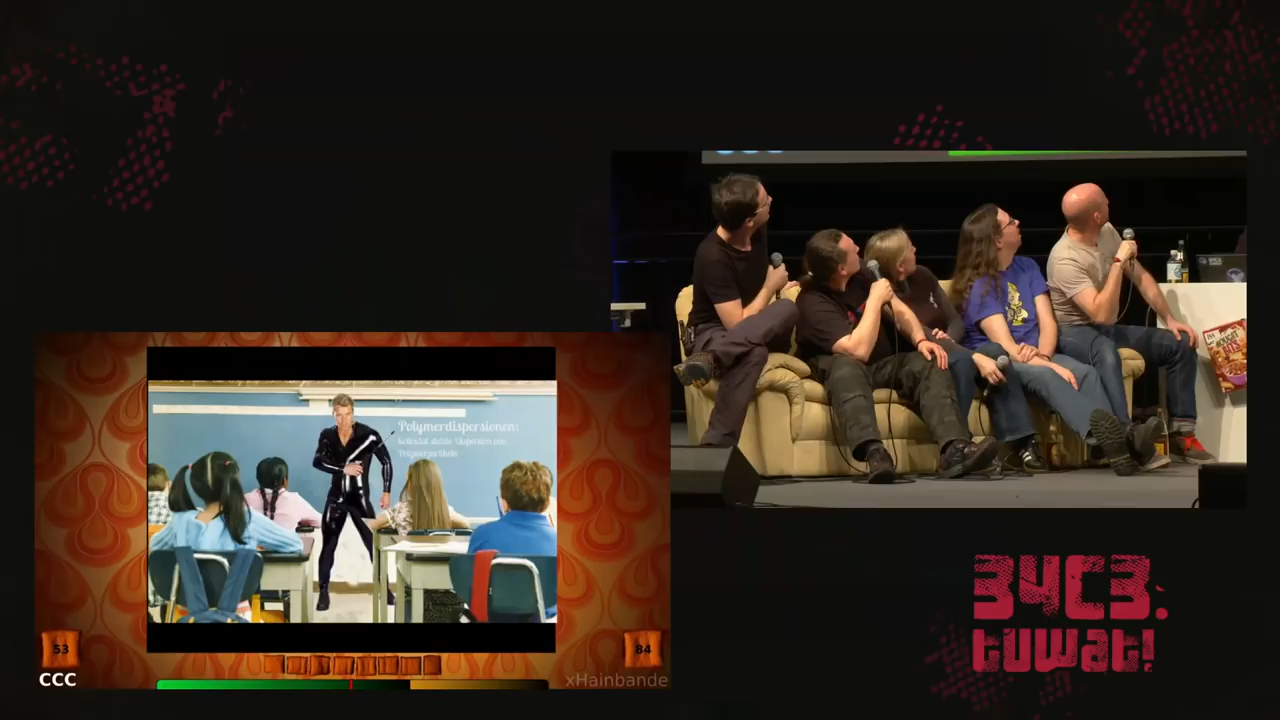 Polymerdispersionen:
kolloidal stabile Dispersion von
Polymerpartikeln
53
84
CCC
xHainbande
34C3.
tuwat!